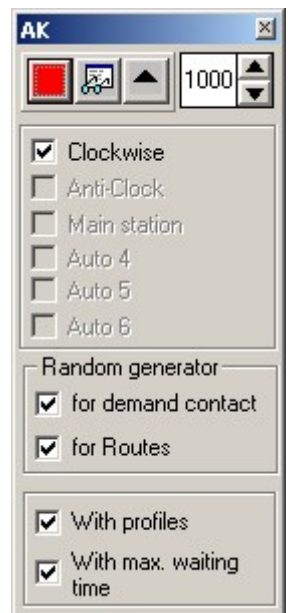 AK
1000
Clockwise
Anti-Clock
Main station
Auto 4
Auto 5
Auto 6
Random generator
for demand contact
for Routes
With profiles
With max. waiting
time